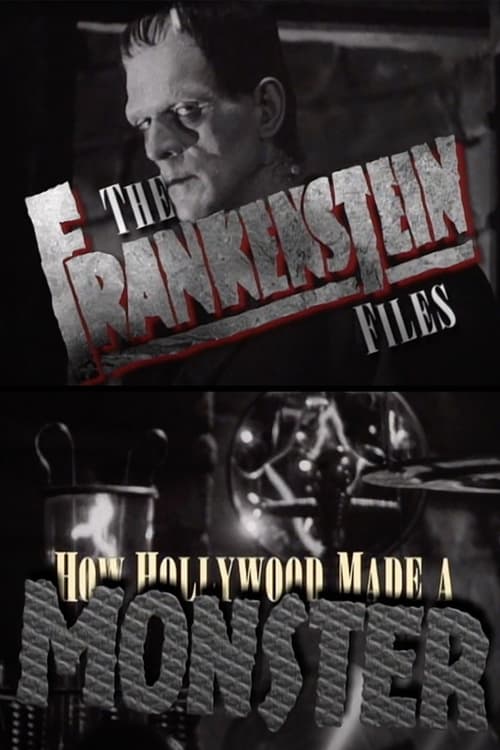 THE
FRANKENSTEIN
FILES
HOW HOLLYWOOD MADE A
MONSTER